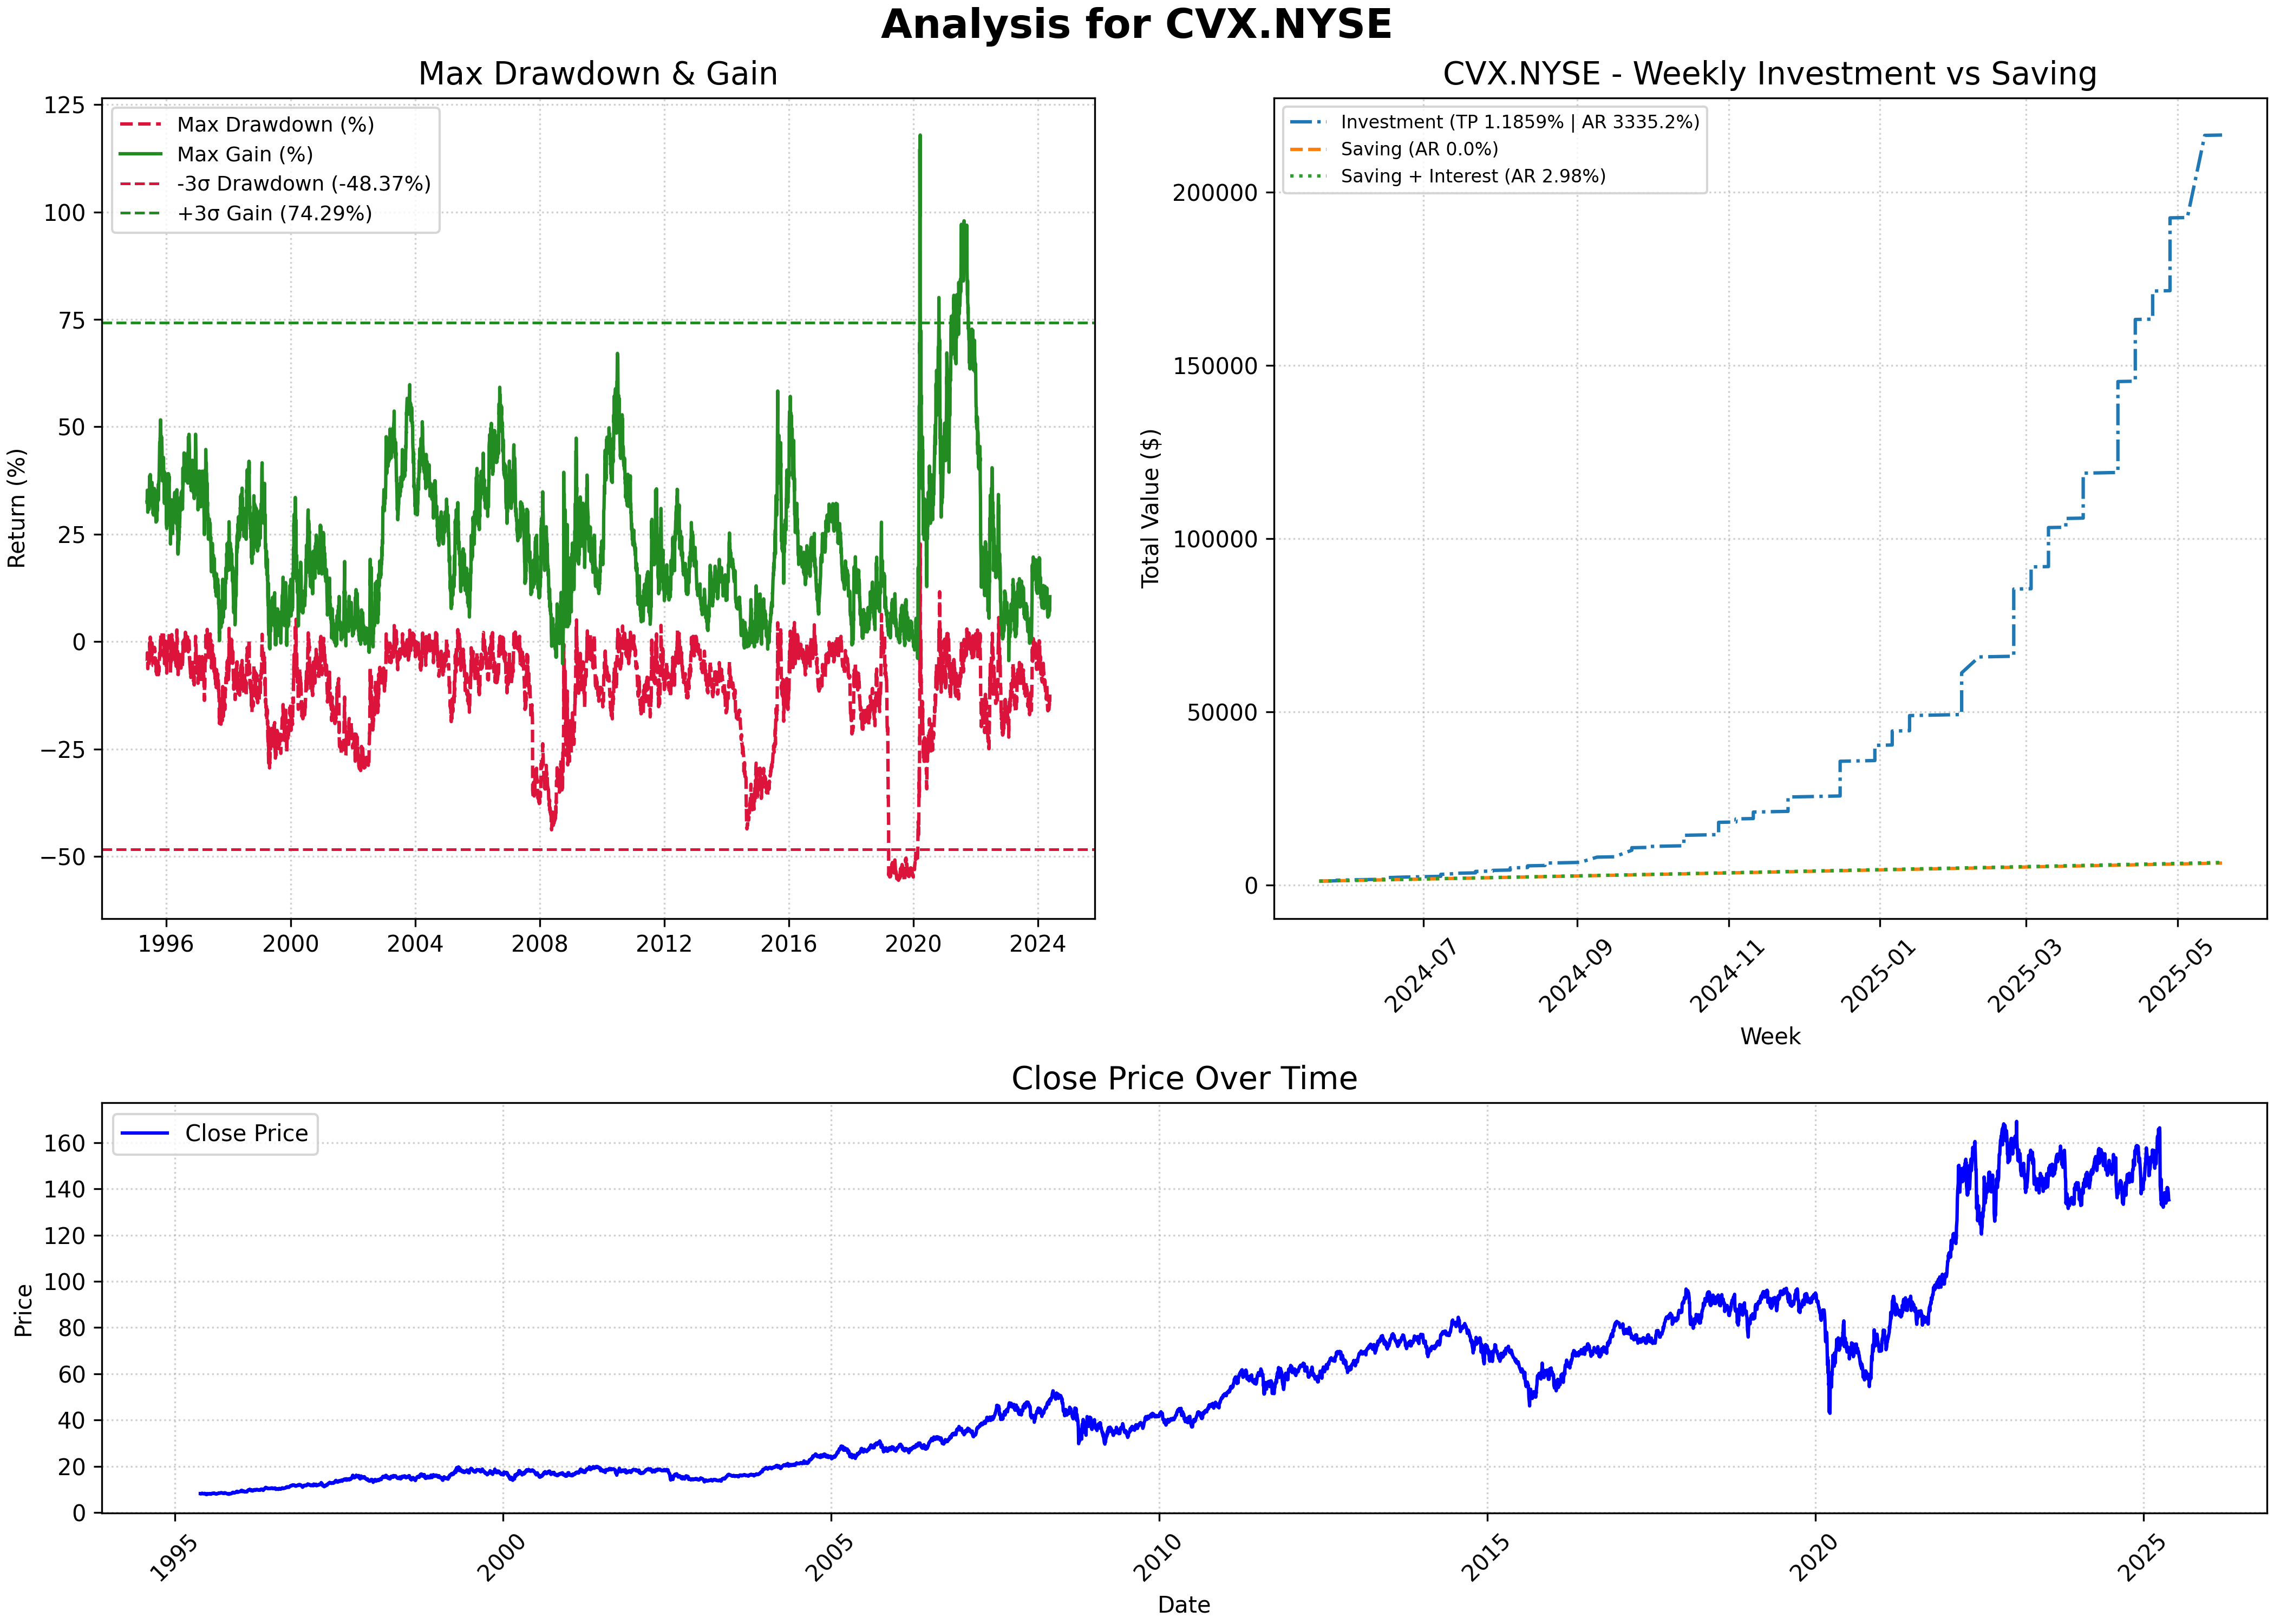 Analysis for CVX.NYSE
Max Drawdown & Gain
Max Drawdown (%)
Max Gain (%)
-3σ Drawdown (-48.37%)
+3σ Gain (74.29%)
Return (%)
125
100
75
50
25
0
−25
−50
1996
2000
2004
2008
2012
2016
2020
2024
CVX.NYSE - Weekly Investment vs Saving
Investment (TP 1.1859% | AR 3335.2%)
Saving (AR 0.0%)
Saving + Interest (AR 2.98%)
Total Value ($)
200000
150000
100000
50000
0
2024-07
2024-09
2024-11
2025-01
2025-03
2025-05
Week
Close Price Over Time
Close Price
Price
160
140
120
100
80
60
40
20
0
1995
2000
2005
2010
2015
2020
2025
Date